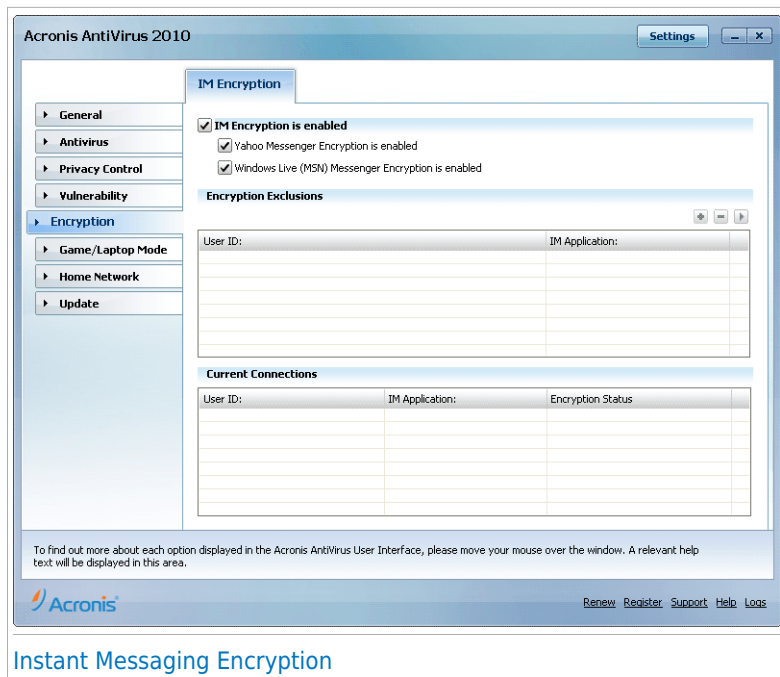 Acronis AntiVirus 2010
Settings
IM Encryption
General
Antivirus
Privacy Control
Vulnerability
Encryption
Game/Laptop Mode
Home Network
Update
IM Encryption is enabled
Yahoo Messenger Encryption is enabled
Windows Live (MSN) Messenger Encryption is enabled
Encryption Exclusions
User ID: IM Application:
Current Connections
User ID: IM Application: Encryption Status
To find out more about each option displayed in the Acronis AntiVirus User Interface, please move your mouse over the window. A relevant help
text will be displayed in this area.
Acronis
Renew Register Support Help Logs
Instant Messaging Encryption